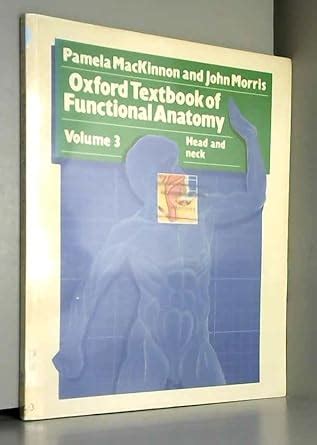 Pamela MacKinnon and John Morris
Oxford Textbook of
Functional Anatomy
Volume 3
Head and
neck